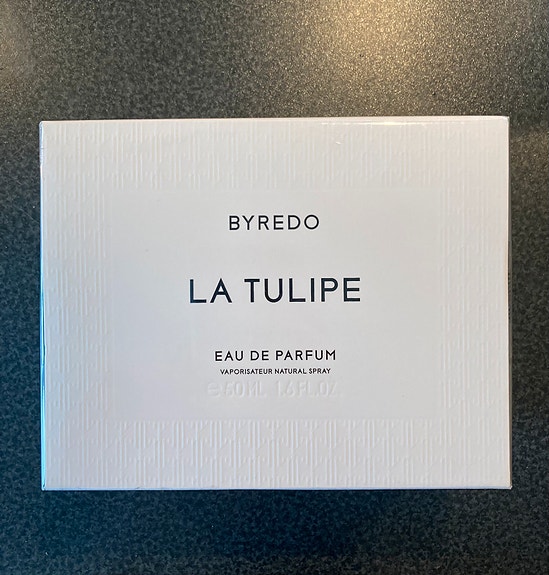 BYREDO
LA TULIPE
EAU DE PARFUM
VAPORISATEUR NATURAL SPRAY
℮50ML 1.6FL.OZ.